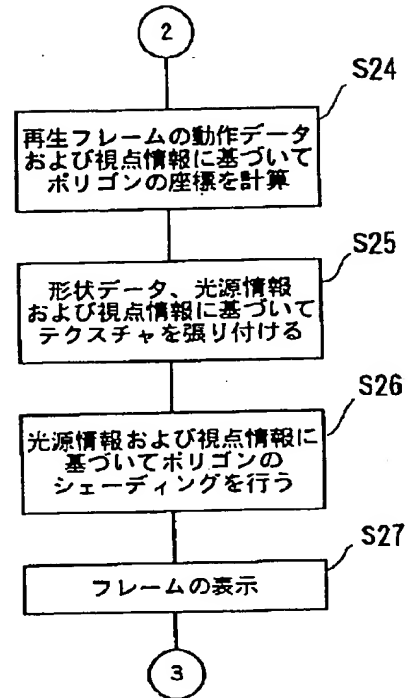 2
S24
再生フレームの動作データ
および視点情報に基づいて
ポリゴンの座標を計算
S25
形状データ、光源情報
および視点情報に基づいて
テクスチャを張り付ける
S26
光源情報および視点情報に
基づいてポリゴンの
シェーディングを行う
S27
フレームの表示
3